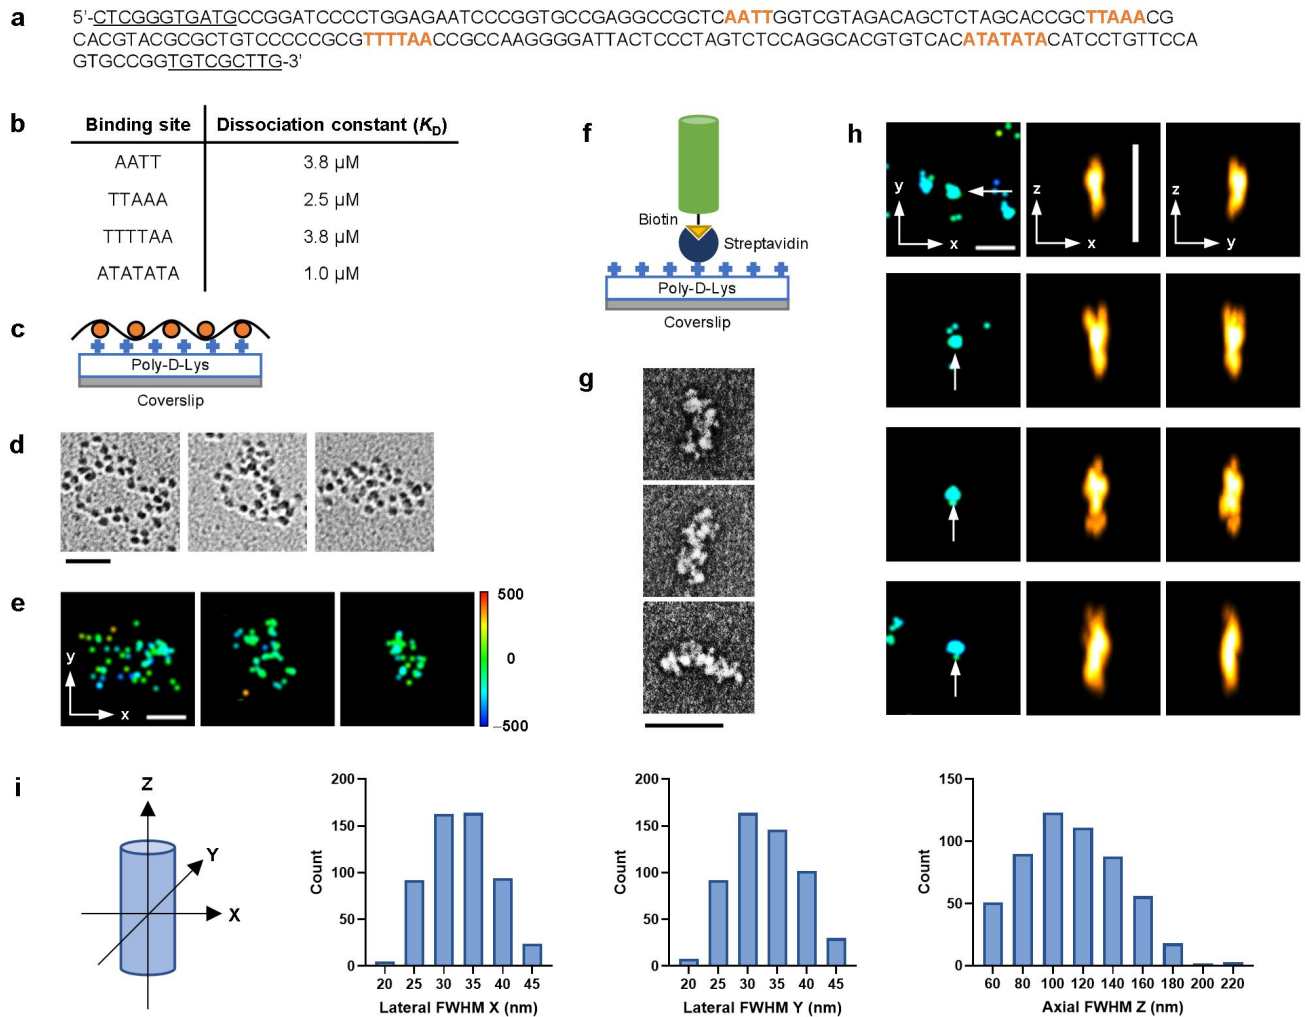 a
5'-CTCGGGTGATGCCGGATCCCCTGGAGAATCCCGGTGCCGAGGCCGCTCAATTGGTCGTAGACAGCTCTAGCACCGCTTAAACG
CACGTACGCGCTGTCCCCCGCGTTTTAACCGCCAAGGGGATTACTCCCTAGTCTCCAGGCACGTGTCACATATATACATCCTGTTCCA
GTGCCGGTGTCGCTTG-3'
b
Binding site Dissociation constant (KD)
AATT 3.8 µM
TTAAA 2.5 µM
TTTTAA 3.8 µM
ATATATA 1.0 µM
c
Poly-D-Lys
Coverslip
d
e
y
x
500
0
–500
f
Biotin
Streptavidin
Poly-D-Lys
Coverslip
g
h
y
x
z
x
z
y
i
Z
Y
X
Count
200
150
100
50
0
20 25 30 35 40 45
Lateral FWHM X (nm)
Count
200
150
100
50
0
20 25 30 35 40 45
Lateral FWHM Y (nm)
Count
150
100
50
0
60 80 100 120 140 160 180 200 220
Axial FWHM Z (nm)